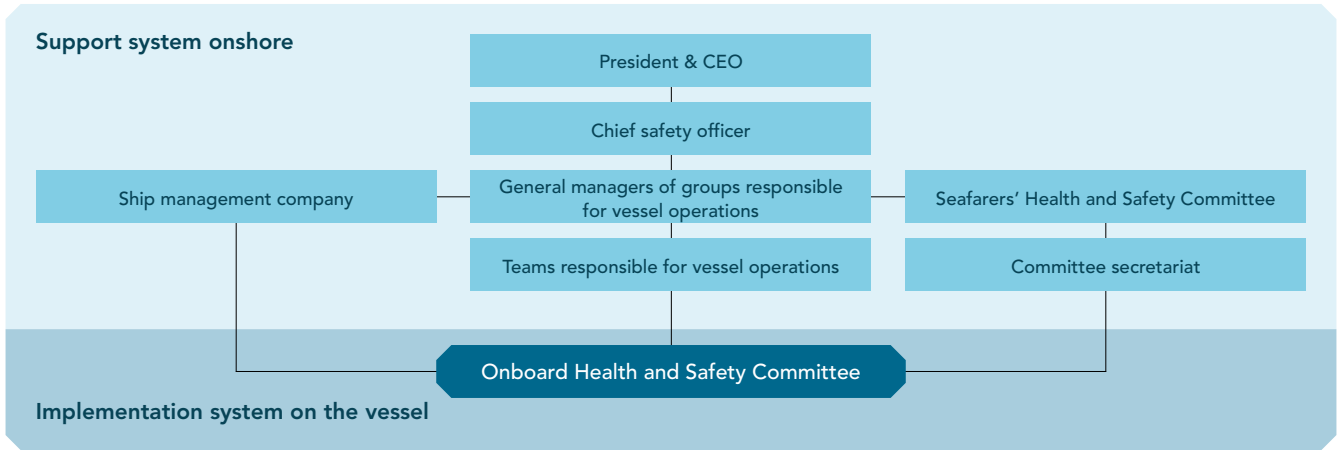 Support system onshore
President & CEO
Chief safety officer
Ship management company
General managers of groups responsible
for vessel operations
Seafarers’ Health and Safety Committee
Teams responsible for vessel operations
Committee secretariat
Onboard Health and Safety Committee
Implementation system on the vessel